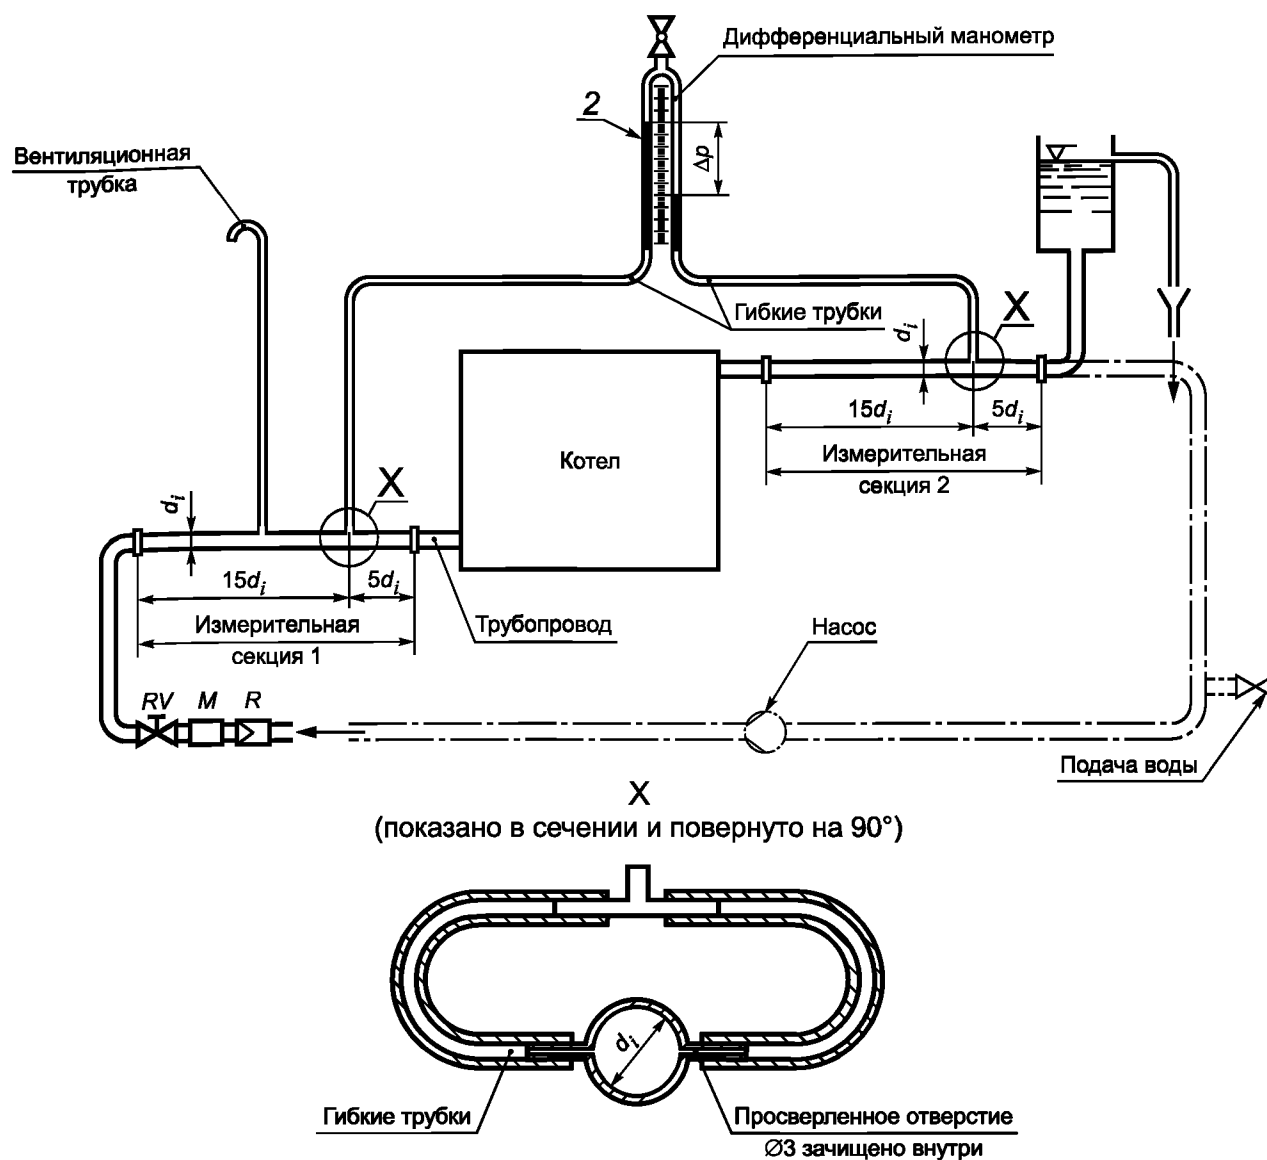 Дифференциальный манометр
2
Δp
Вентиляционная
трубка
Гибкие трубки
X
d_i
15d_i
5d_i
Котел
Измерительная
секция 2
X
d_i
15d_i
5d_i
Измерительная
секция 1
Трубопровод
Насос
RV M R
Подача воды
X
(показано в сечении и повернуто на 90°)
d_i
Гибкие трубки
Просверленное отверстие
∅3 зачищено внутри